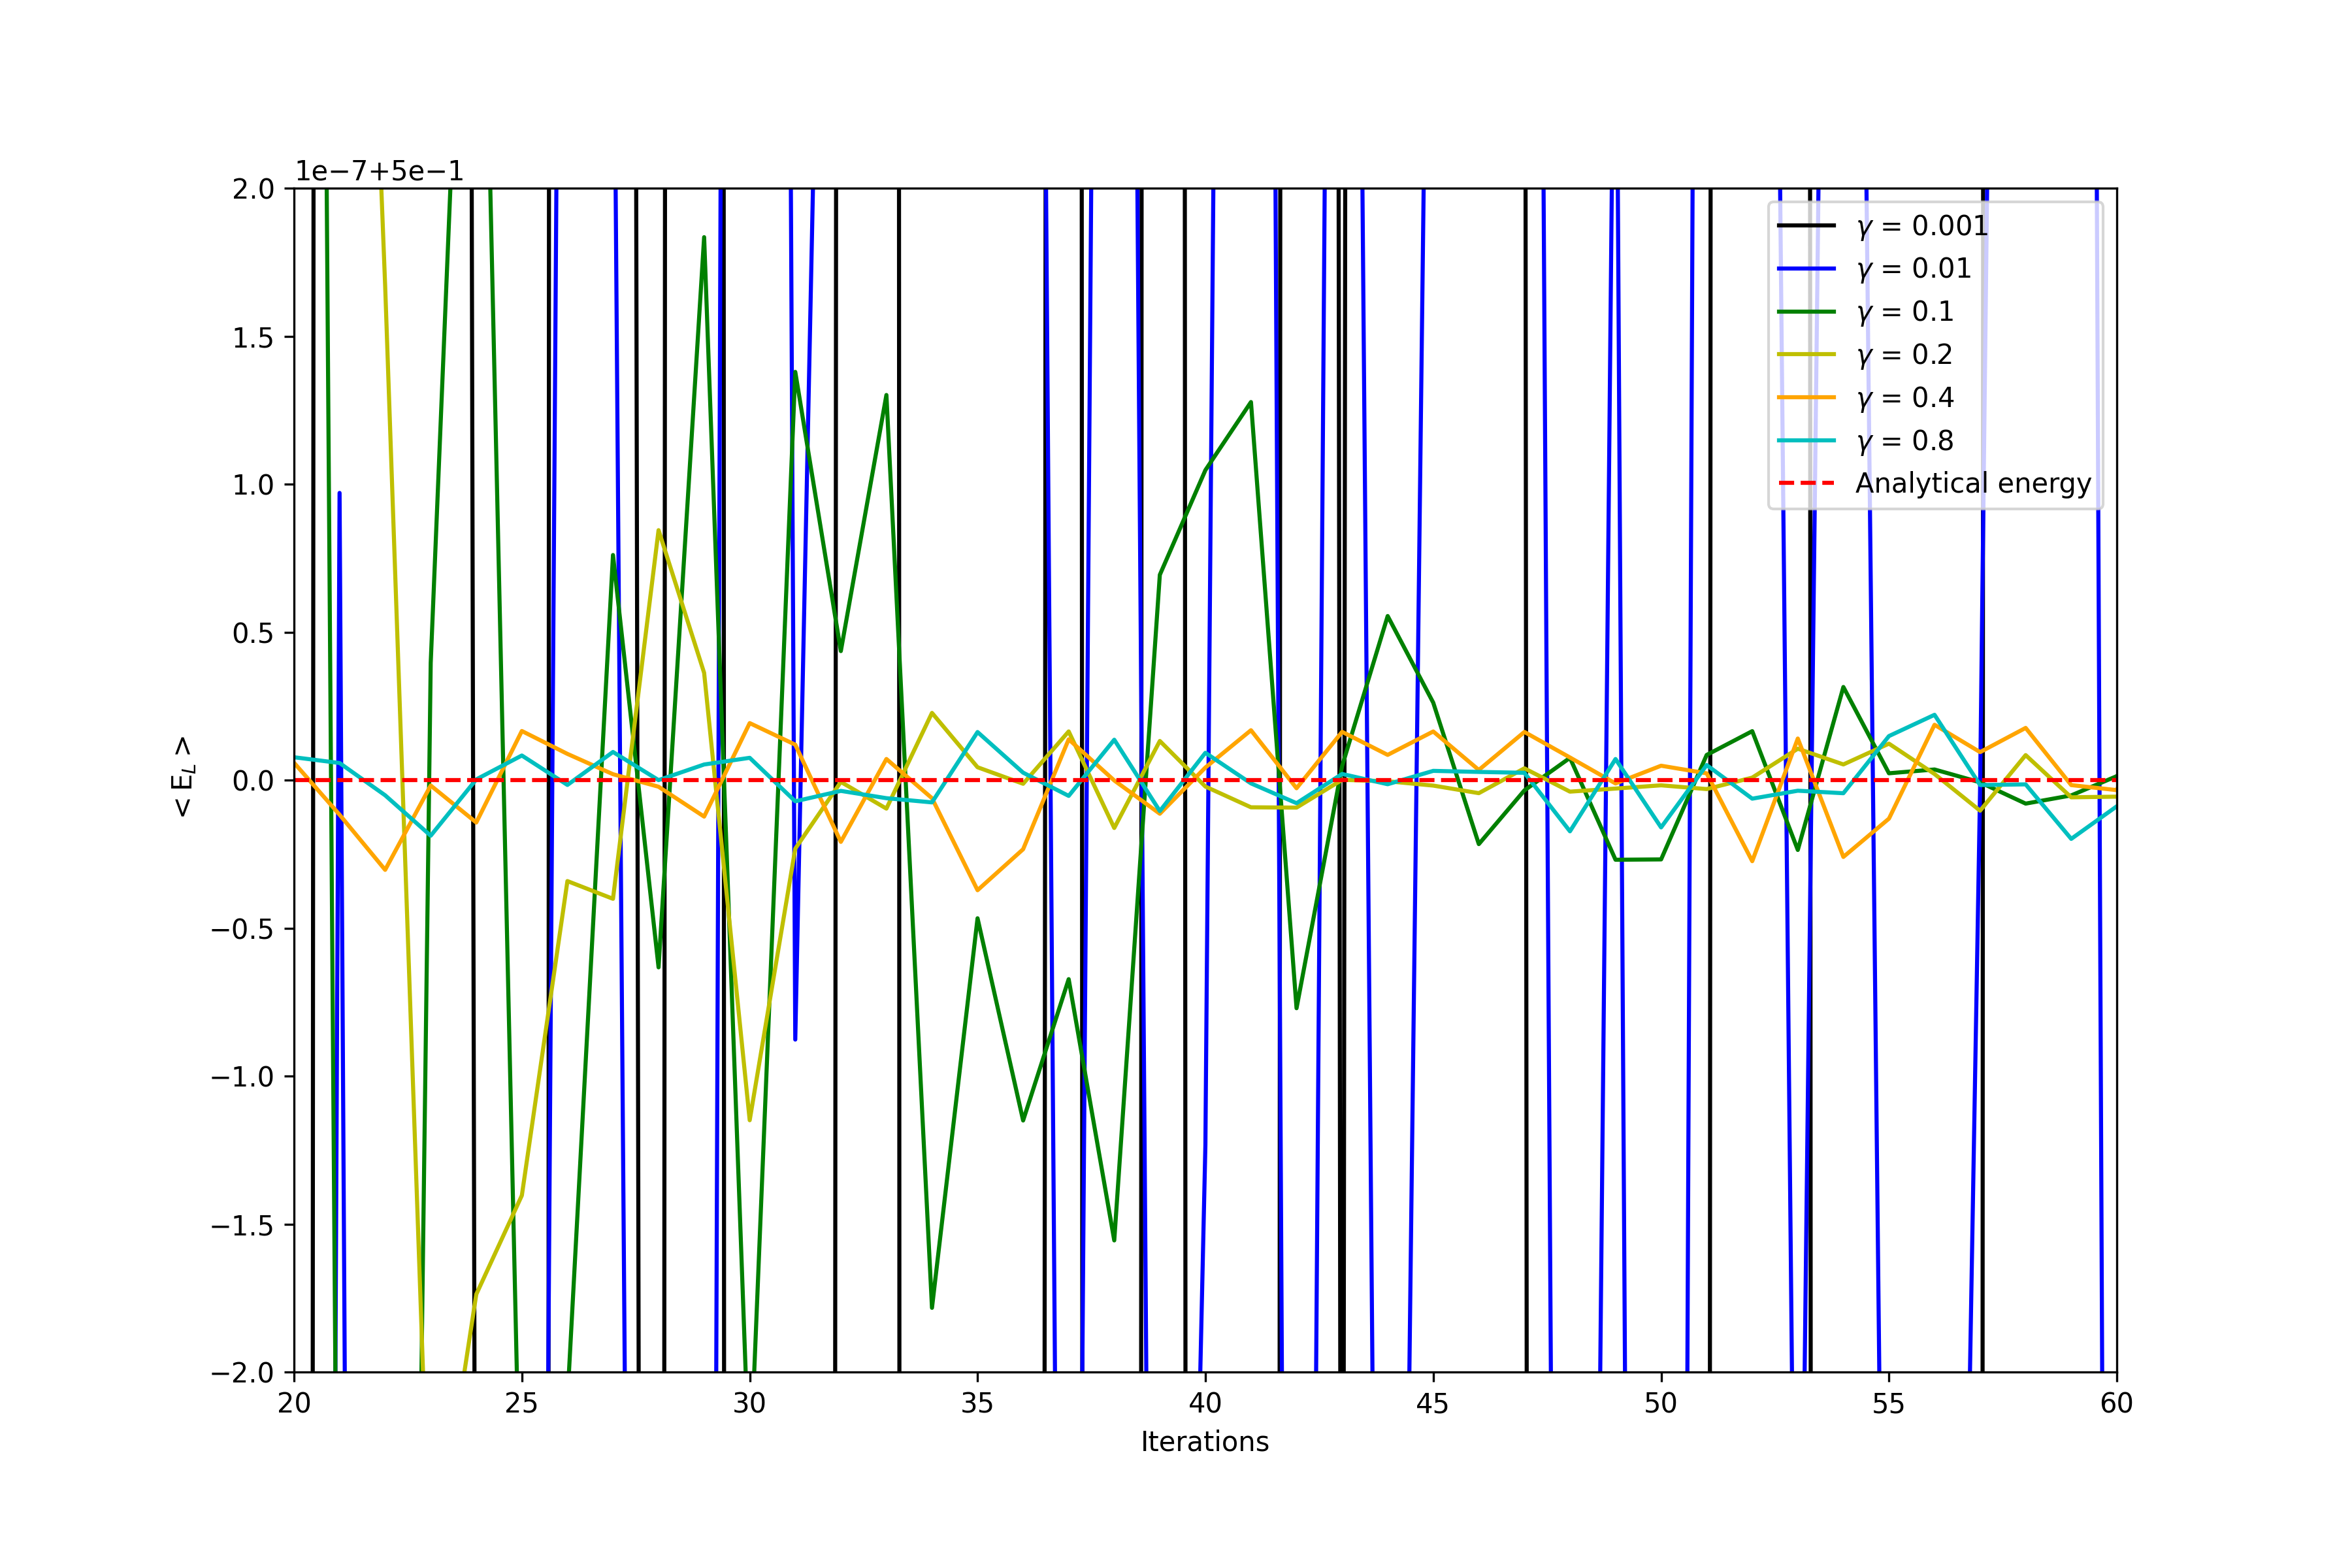 1e−7+5e−1
2.0
1.5
1.0
0.5
0.0
−0.5
−1.0
−1.5
−2.0
< E_L >
20 25 30 35 40 45 50 55 60
Iterations
γ = 0.001
γ = 0.01
γ = 0.1
γ = 0.2
γ = 0.4
γ = 0.8
Analytical energy